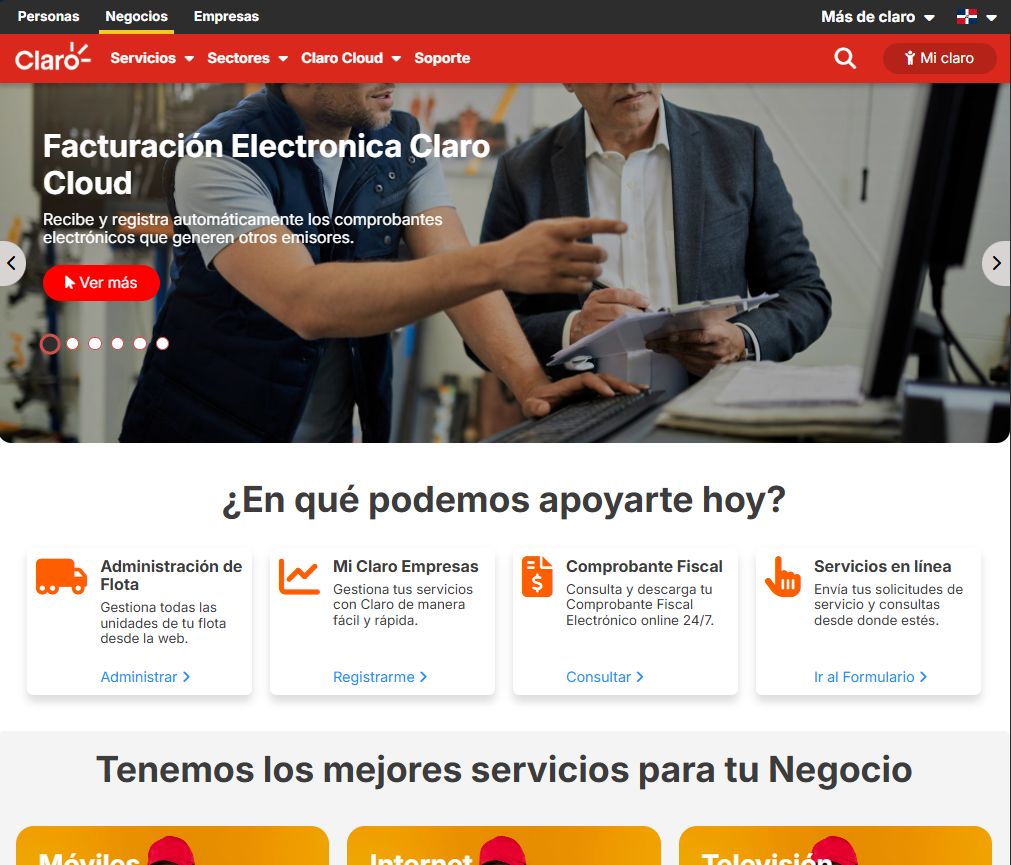 Personas Negocios Empresas Más de claro
Claro Servicios Sectores Claro Cloud Soporte Mi claro
Facturación Electronica Claro
Cloud
Recibe y registra automáticamente los comprobantes
electrónicos que generen otros emisores.
Ver más
¿En qué podemos apoyarte hoy?
Administración de
Flota
Gestiona todas las
unidades de tu flota
desde la web.
Administrar
Mi Claro Empresas
Gestiona tus servicios
con Claro de manera
fácil y rápida.
Registrarme
Comprobante Fiscal
Consulta y descarga tu
Comprobante Fiscal
Electrónico online 24/7.
Consultar
Servicios en línea
Envía tus solicitudes de
servicio y consultas
desde donde estés.
Ir al Formulario
Tenemos los mejores servicios para tu Negocio
Móviles Internet Televisión